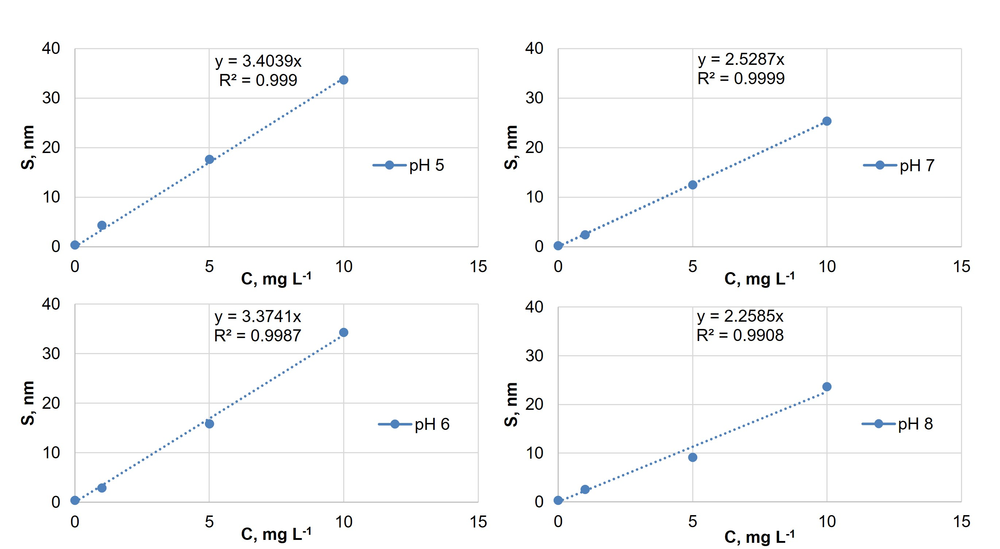 40
y = 3.4039x
R² = 0.999
30
S, nm
20
pH 5
10
0
0 5 10 15
C, mg L⁻¹
40
y = 2.5287x
R² = 0.9999
30
S, nm
20
pH 7
10
0
0 5 10 15
C, mg L⁻¹
40
y = 3.3741x
R² = 0.9987
30
S, nm
20
pH 6
10
0
0 5 10 15
C, mg L⁻¹
40
y = 2.2585x
R² = 0.9908
30
S, nm
20
pH 8
10
0
0 5 10 15
C, mg L⁻¹